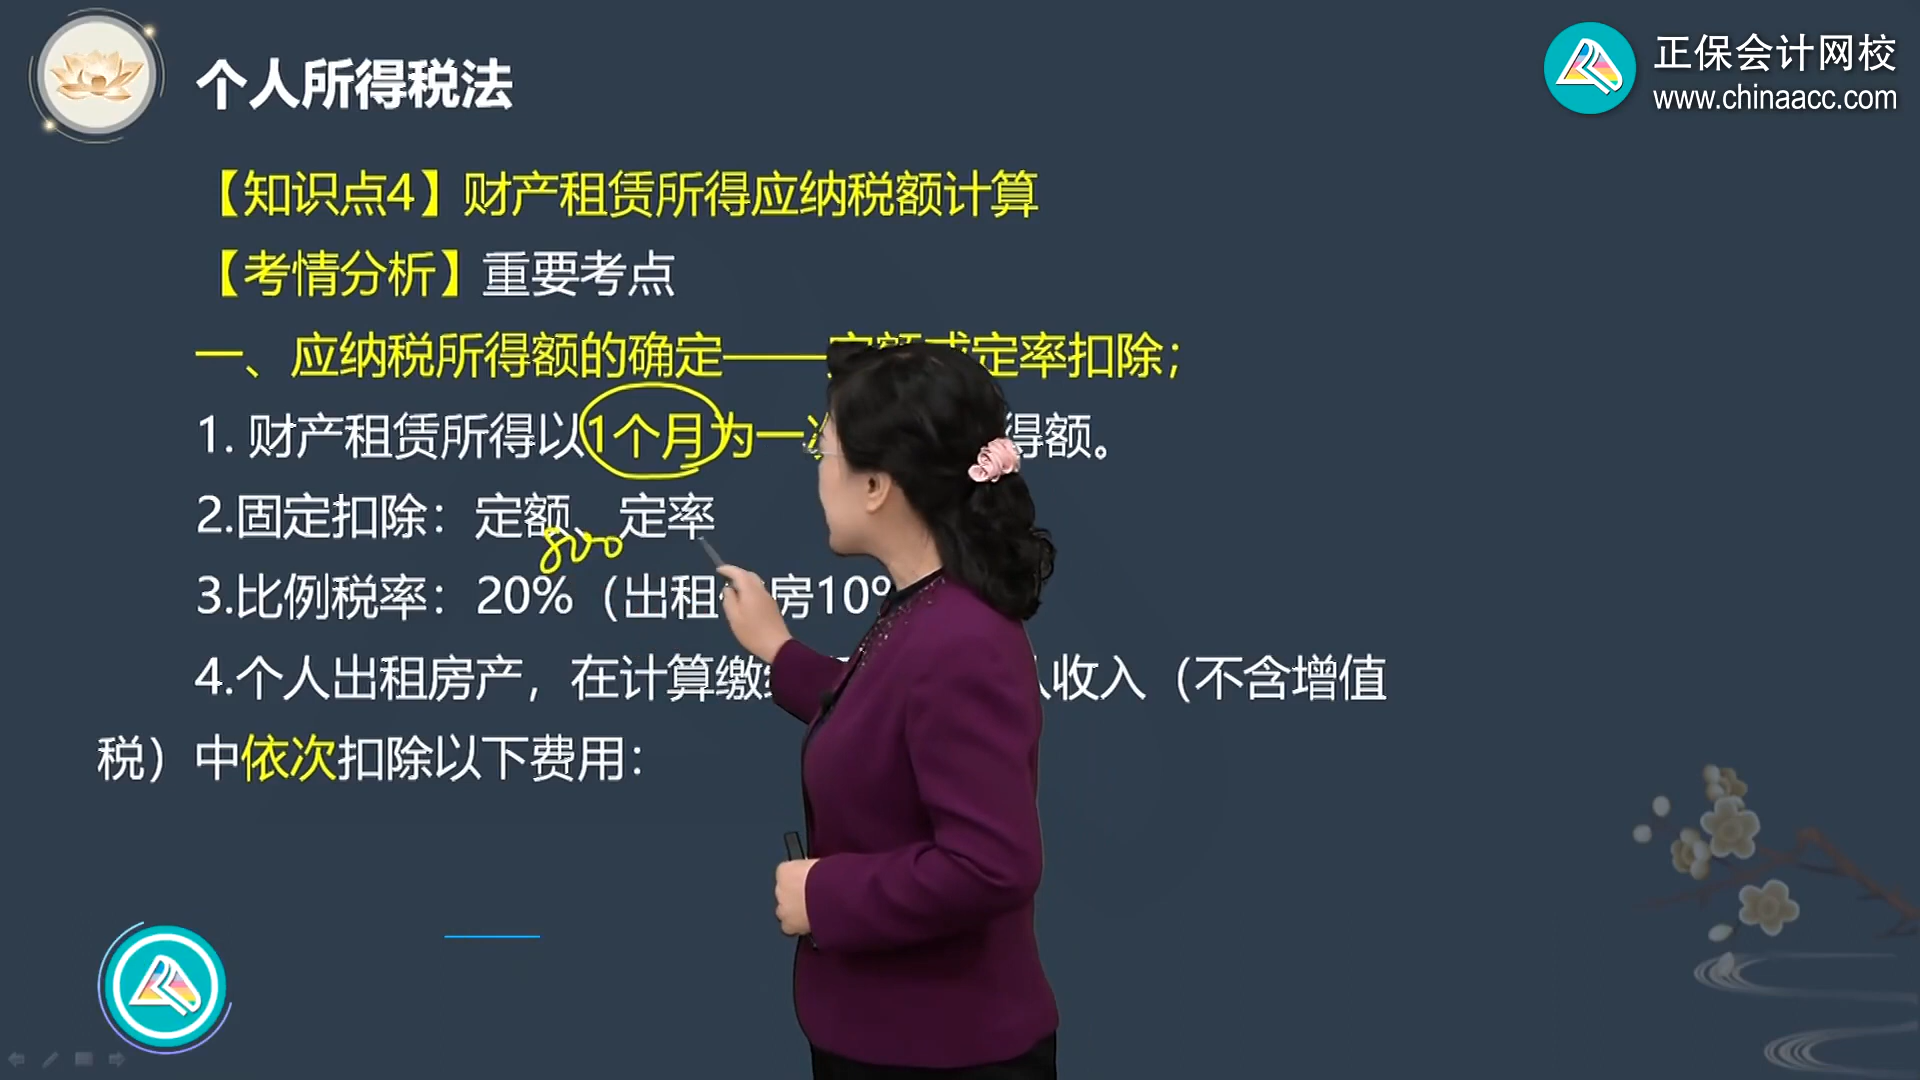 个人所得税法
正保会计网校
www.chinaacc.com
【知识点4】财产租赁所得应纳税额计算
【考情分析】重要考点
一、应纳税所得额的确定——定额或定率扣除；
1. 财产租赁所得以1个月为一次 得额。
2.固定扣除：定额、定率
800
3.比例税率：20%（出租 房10%
4.个人出租房产，在计算缴 收入（不含增值
税）中依次扣除以下费用：